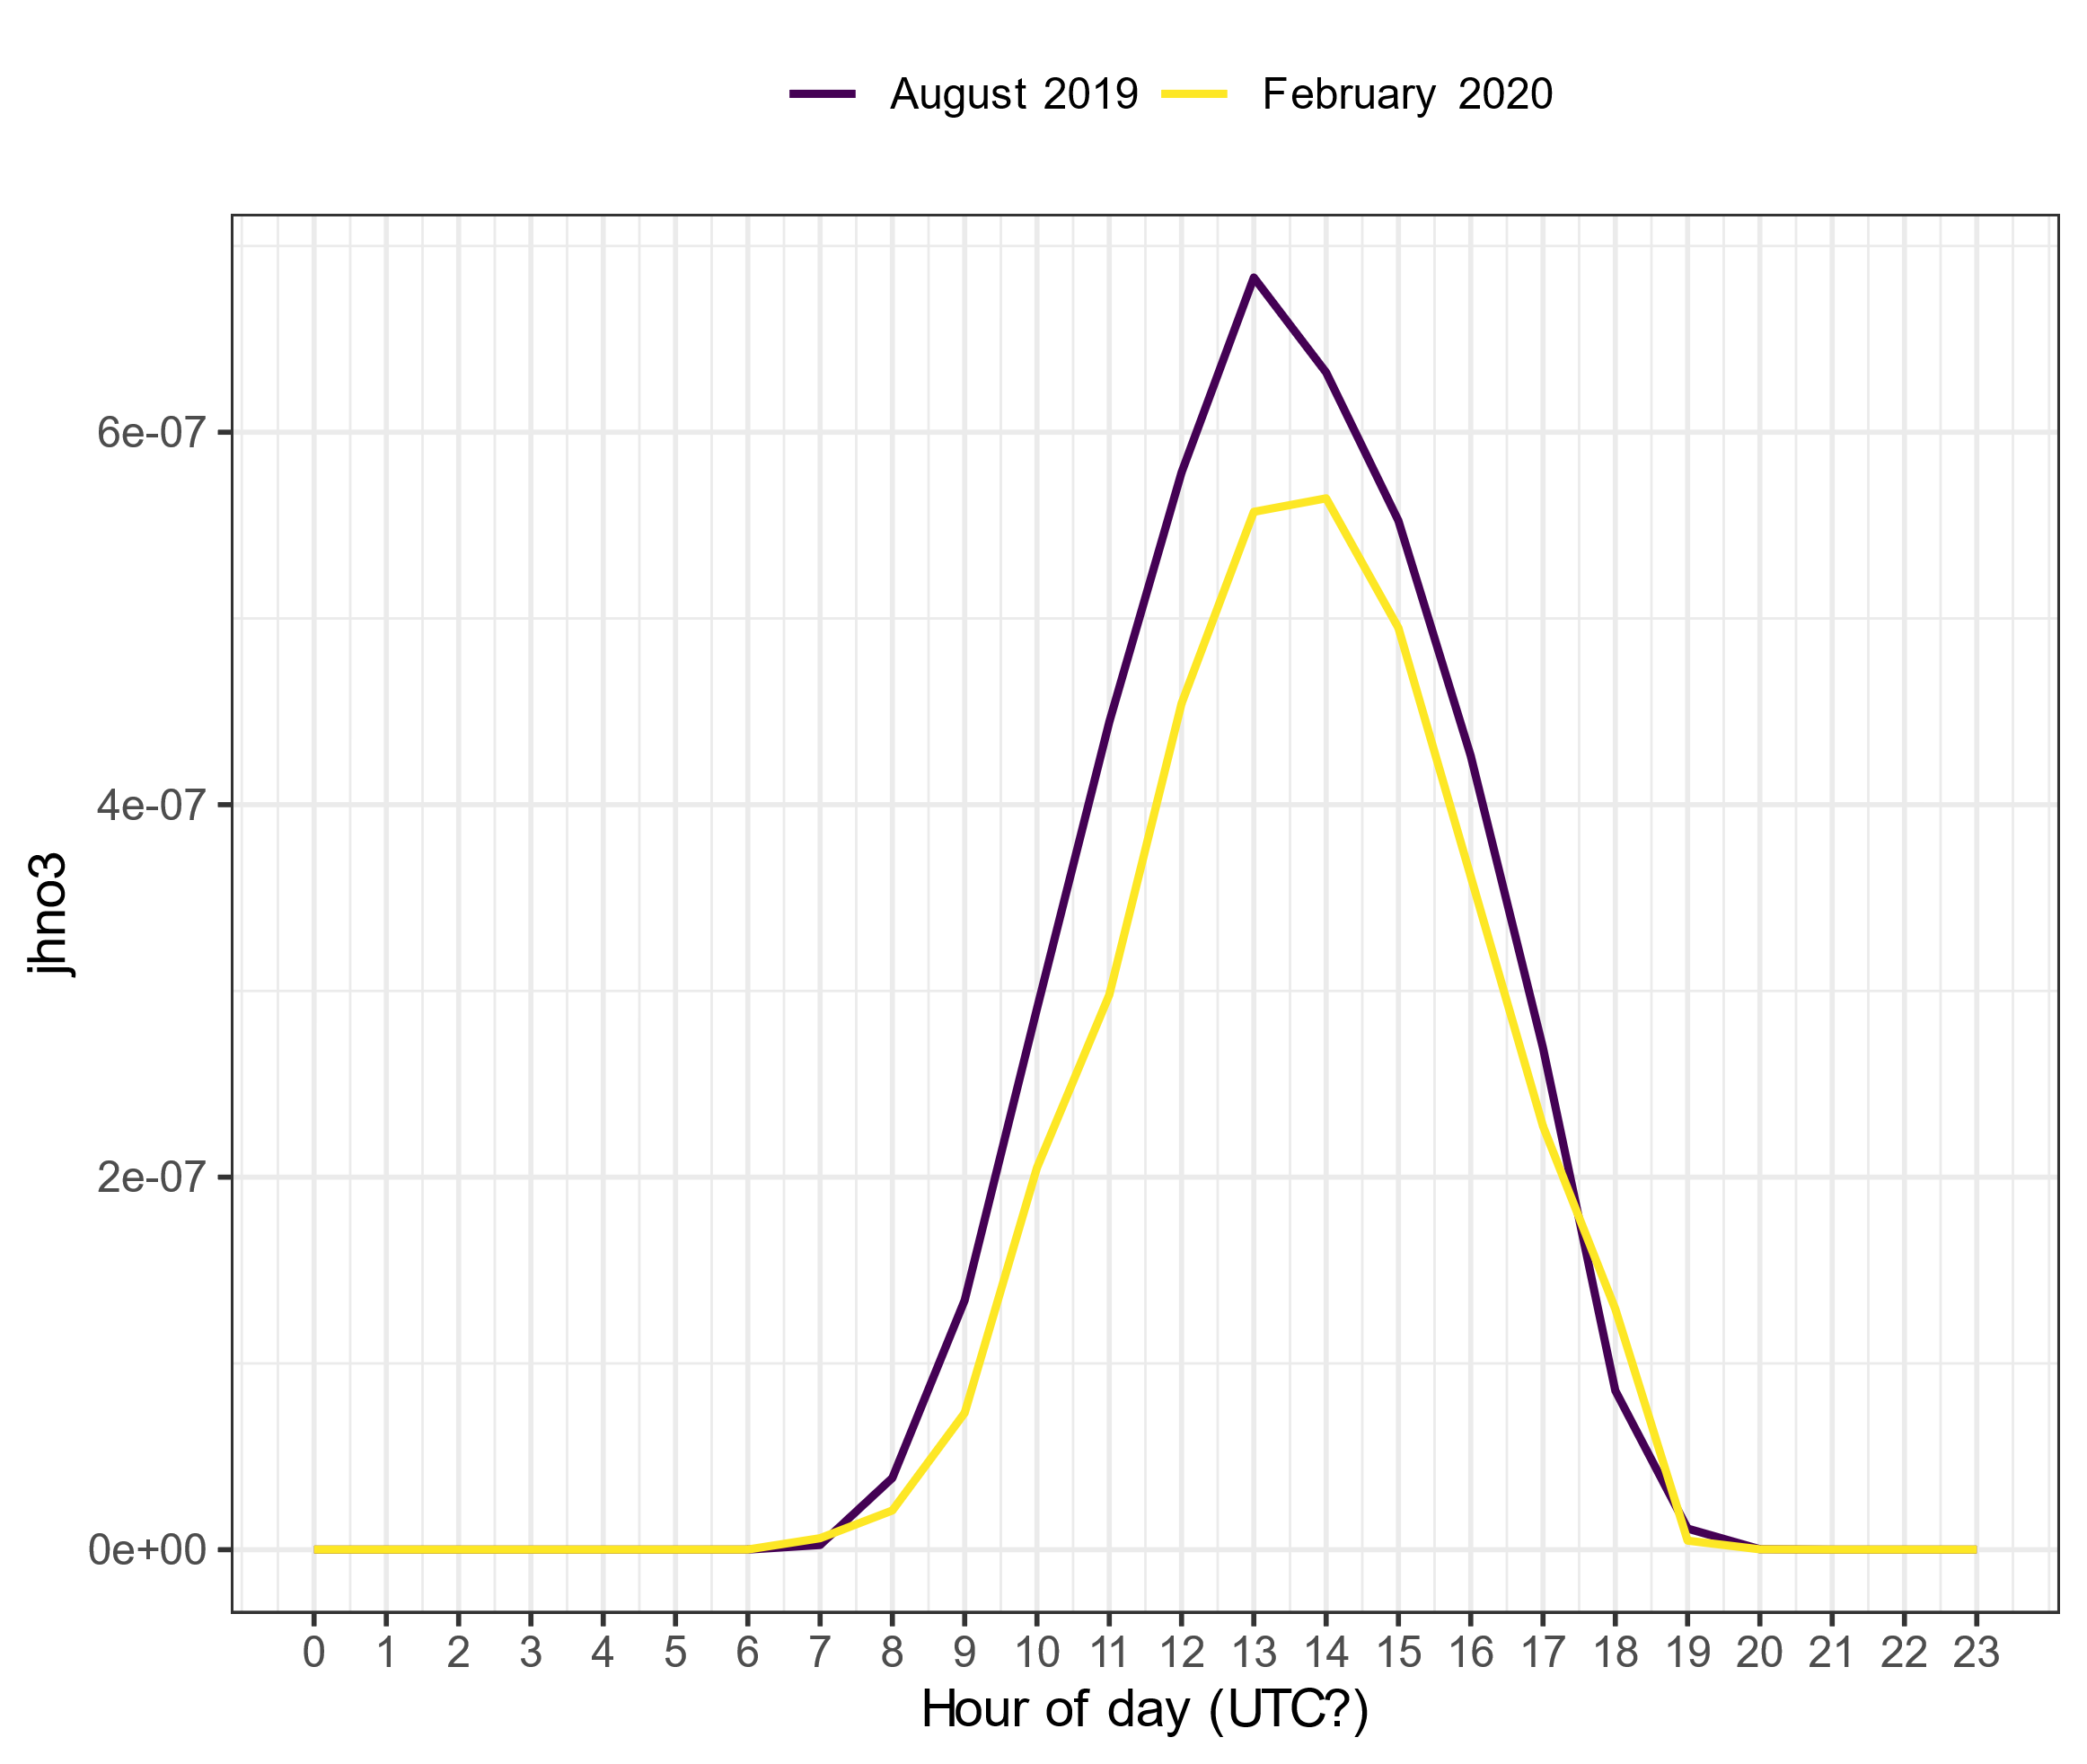 August 2019 February 2020
6e-07
4e-07
2e-07
0e+00
jhno3
0 1 2 3 4 5 6 7 8 9 10 11 12 13 14 15 16 17 18 19 20 21 22 23
Hour of day (UTC?)